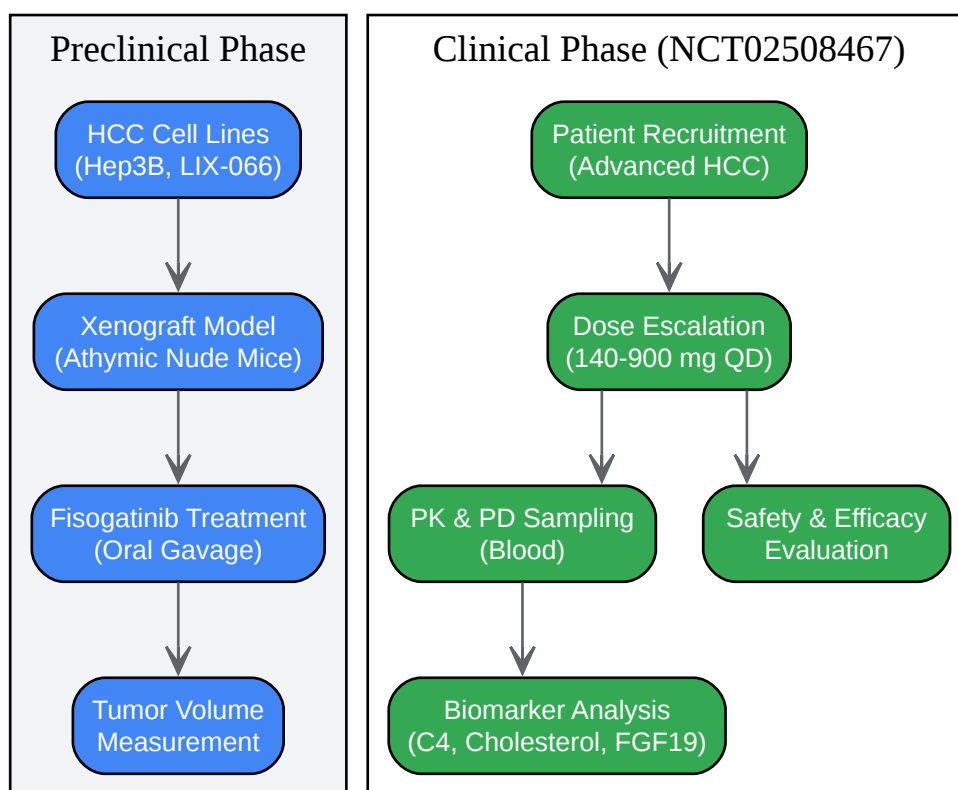 Preclinical Phase
HCC Cell Lines
(Hep3B, LIX-066)
Xenograft Model
(Athymic Nude Mice)
Fisogatinib Treatment
(Oral Gavage)
Tumor Volume
Measurement
Clinical Phase (NCT02508467)
Patient Recruitment
(Advanced HCC)
Dose Escalation
(140-900 mg QD)
PK & PD Sampling
(Blood)
Safety & Efficacy
Evaluation
Biomarker Analysis
(C4, Cholesterol, FGF19)